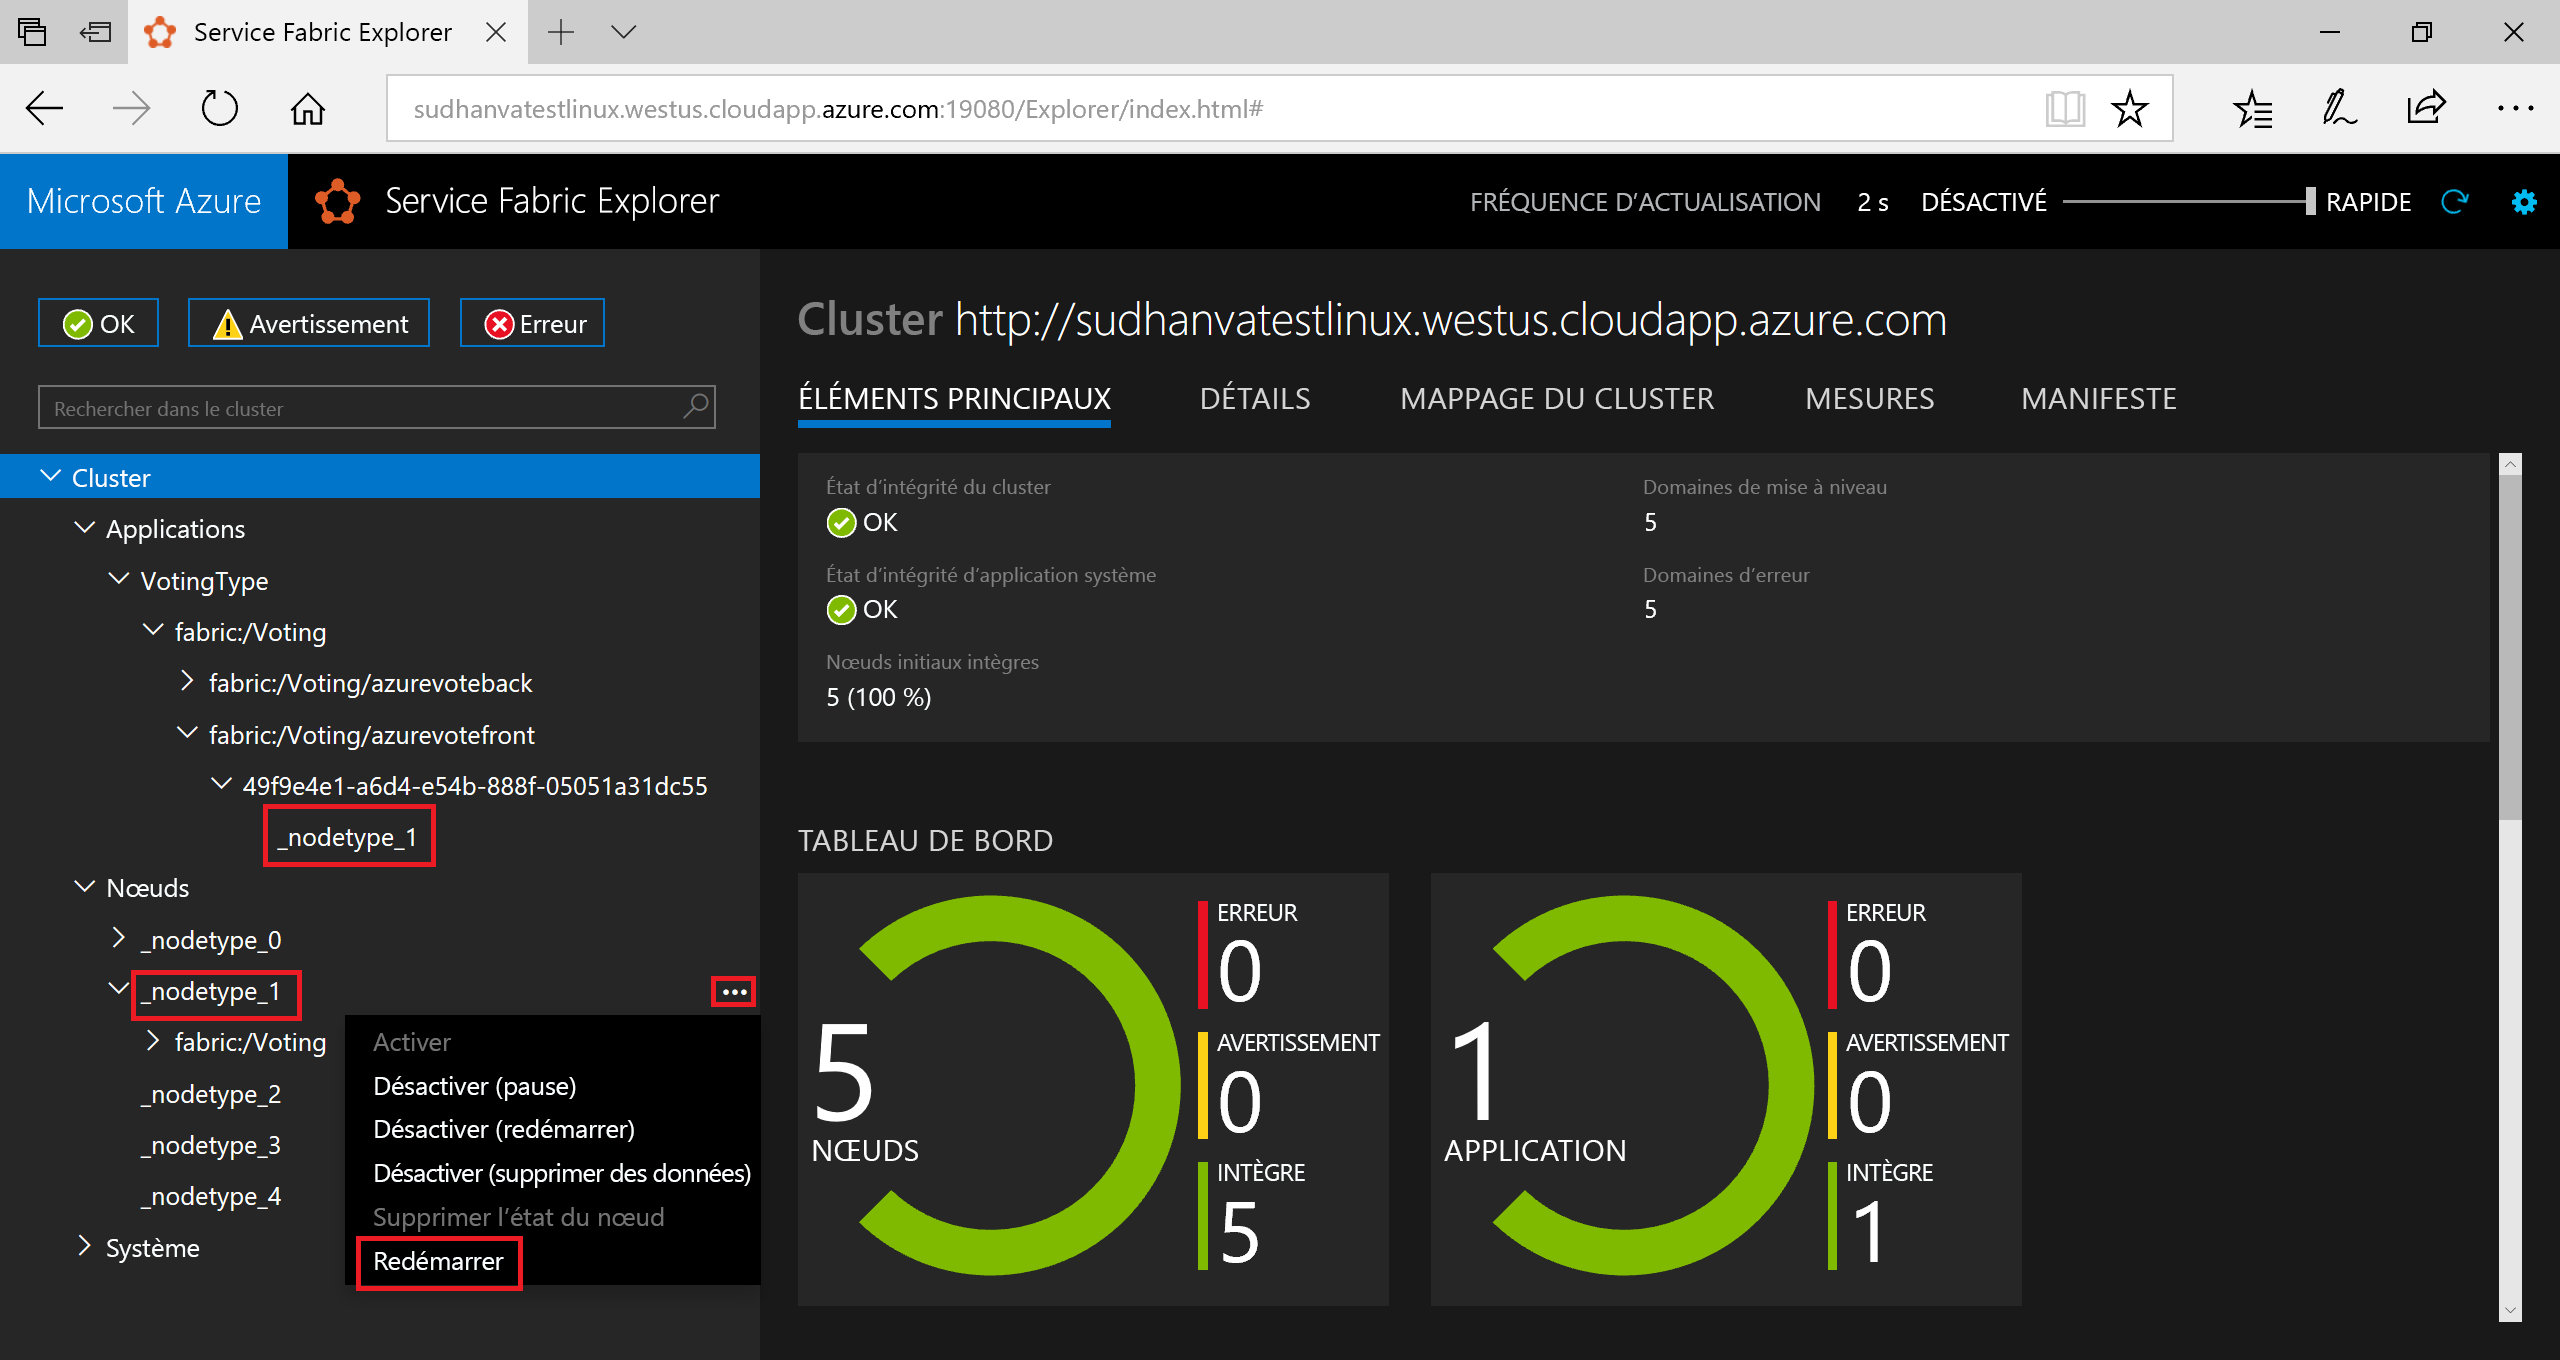 Service Fabric Explorer
sudhanvatestlinux.westus.cloudapp.azure.com:19080/Explorer/index.html#
Microsoft Azure
Service Fabric Explorer
FRÉQUENCE D’ACTUALISATION 2 s DÉSACTIVÉ RAPIDE
OK
Avertissement
Erreur
Rechercher dans le cluster
Cluster
Applications
VotingType
fabric:/Voting
fabric:/Voting/azurevoteback
fabric:/Voting/azurevotefront
49f9e4e1-a6d4-e54b-888f-05051a31dc55
_nodetype_1
Nœuds
_nodetype_0
_nodetype_1
fabric:/Voting
_nodetype_2
_nodetype_3
_nodetype_4
Système
Activer
Désactiver (pause)
Désactiver (redémarrer)
Désactiver (supprimer des données)
Supprimer l’état du nœud
Redémarrer
Cluster http://sudhanvatestlinux.westus.cloudapp.azure.com
ÉLÉMENTS PRINCIPAUX
DÉTAILS
MAPPAGE DU CLUSTER
MESURES
MANIFESTE
État d’intégrité du cluster
OK
Domaines de mise à niveau
5
État d’intégrité d’application système
OK
Domaines d’erreur
5
Nœuds initiaux intègres
5 (100 %)
TABLEAU DE BORD
5
NŒUDS
ERREUR
0
AVERTISSEMENT
0
INTÈGRE
5
1
APPLICATION
ERREUR
0
AVERTISSEMENT
0
INTÈGRE
1